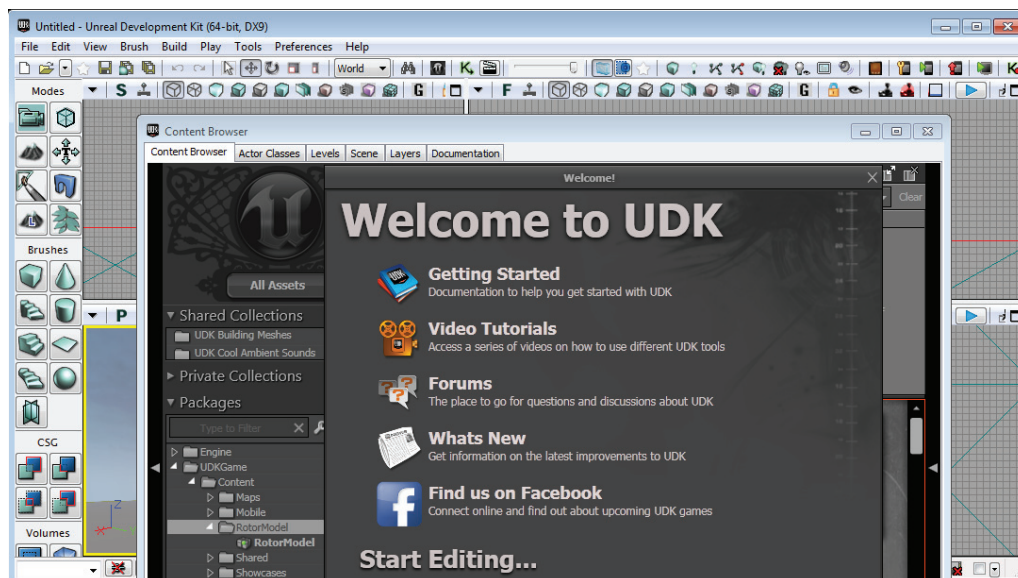 Untitled - Unreal Development Kit (64-bit, DX9)
File Edit View Brush Build Play Tools Preferences Help
World
Modes
S
G
F
G
Content Browser
Content Browser Actor Classes Levels Scene Layers Documentation
Welcome!
Clear
Welcome to UDK
Getting Started
Documentation to help you get started with UDK
Video Tutorials
Access a series of videos on how to use different UDK tools
Forums
The place to go for questions and discussions about UDK
Whats New
Get information on the latest improvements to UDK
Find us on Facebook
Connect online and find out about upcoming UDK games
Start Editing...
All Assets
Shared Collections
UDK Building Meshes
UDK Cool Ambient Sounds
Private Collections
Packages
Type to Filter
Engine
UDKGame
Content
Maps
Mobile
RotorModel
RotorModel
Shared
Showcases
Brushes
CSG
Volumes
P
Z
X